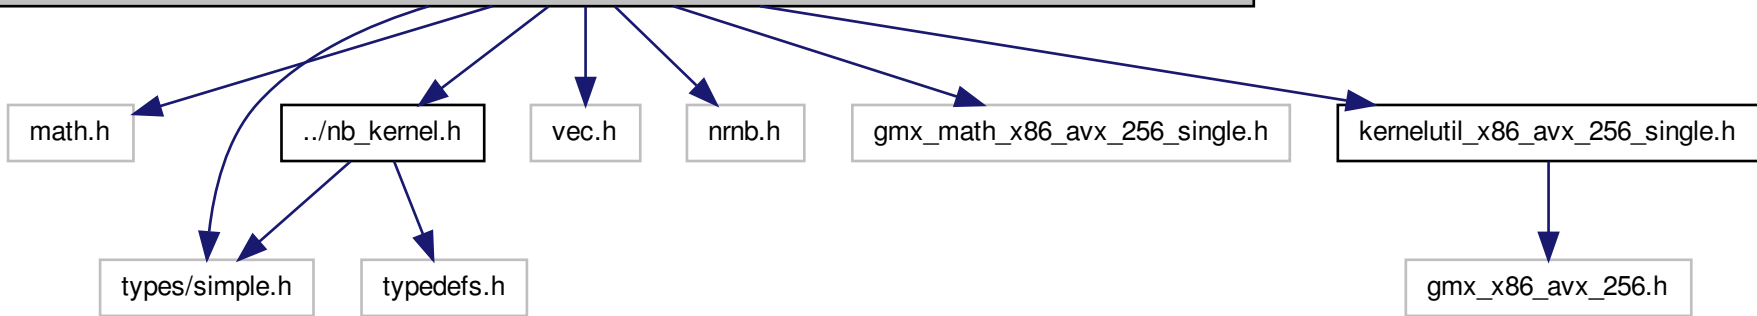 math.h
../nb_kernel.h
vec.h
nrnb.h
gmx_math_x86_avx_256_single.h
kernelutil_x86_avx_256_single.h
types/simple.h
typedefs.h
gmx_x86_avx_256.h